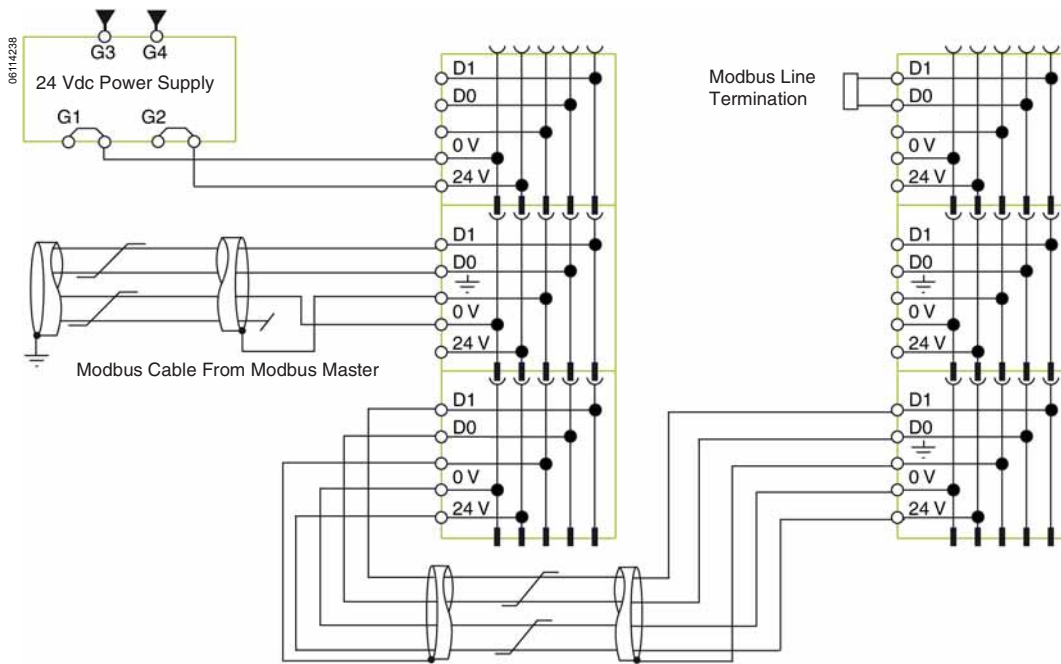 06114238
G3 G4
24 Vdc Power Supply
G1 G2
D1
D0
0 V
24 V
D1
D0
0 V
24 V
Modbus Cable From Modbus Master
D1
D0
0 V
24 V
Modbus Line
Termination
D1
D0
0 V
24 V
D1
D0
0 V
24 V
D1
D0
0 V
24 V